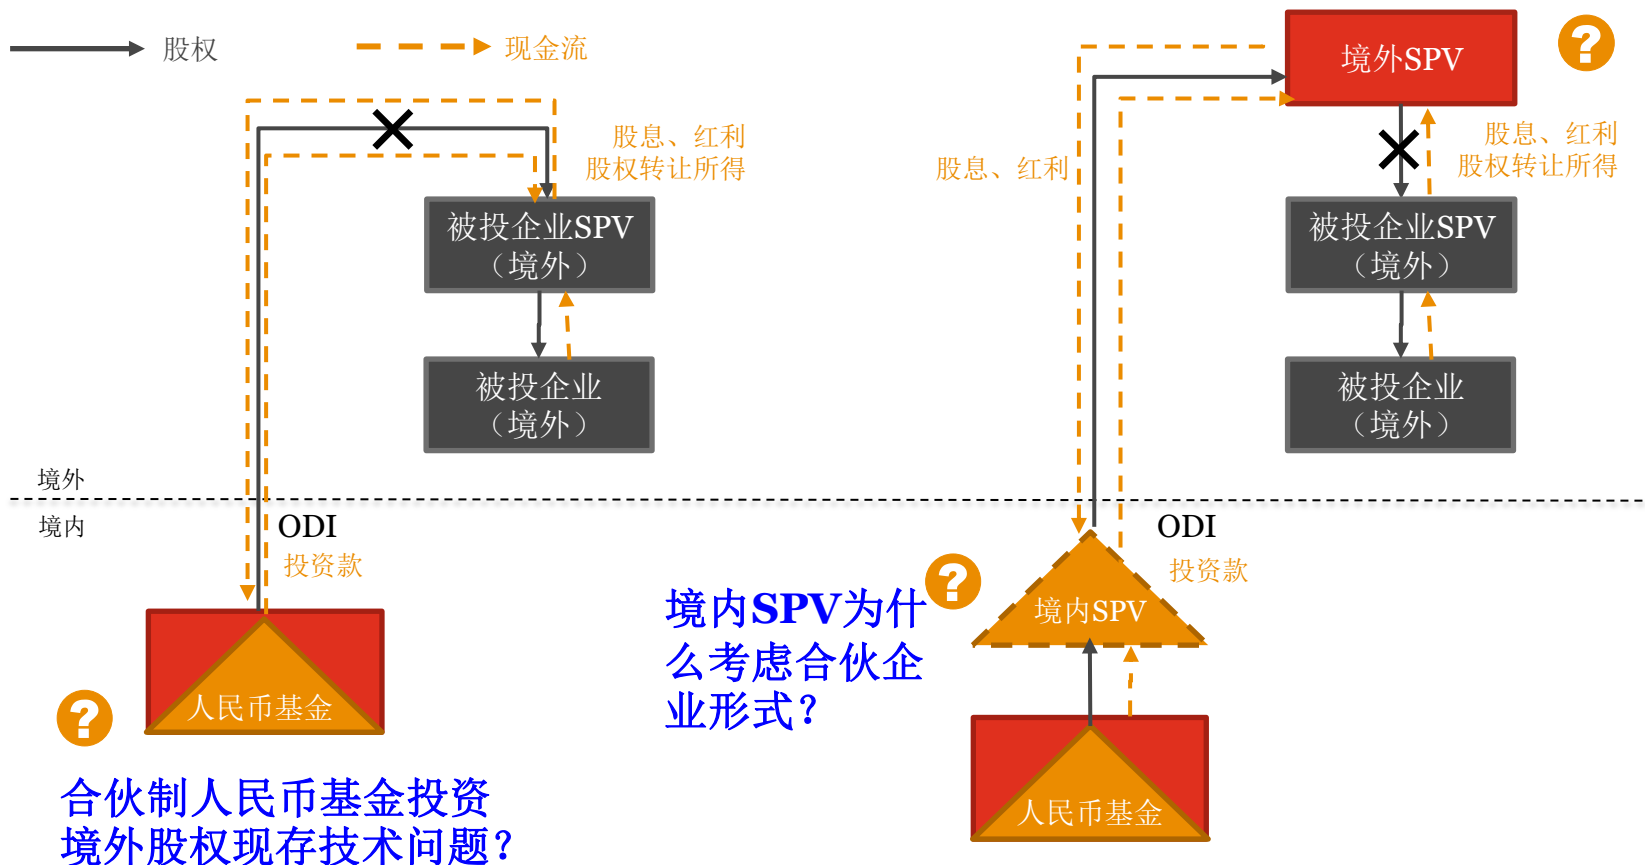 股权
现金流
股息、红利
股权转让所得
被投企业SPV
（境外）
被投企业
（境外）
境外
境内
ODI
投资款
?
人民币基金
合伙制人民币基金投资
境外股权现存技术问题？
境外SPV
?
股息、红利
股息、红利
股权转让所得
被投企业SPV
（境外）
被投企业
（境外）
ODI
投资款
?
境内SPV为什
么考虑合伙企
业形式？
境内SPV
人民币基金